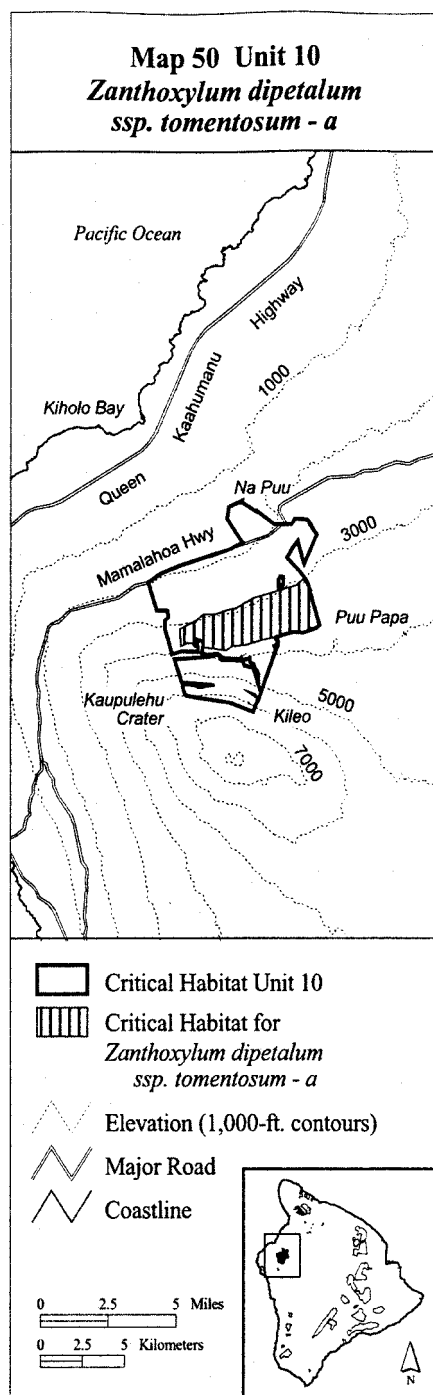 Map 50 Unit 10
Zanthoxylum dipetalum
ssp. tomentosum - a
Pacific Ocean
Highway
Kaahumanu
1000
Kiholo Bay
Queen
Na Puu
Mamalahoa Hwy
3000
Puu Papa
Kaupulehu
Crater
5000
Kileo
7000
Critical Habitat Unit 10
Critical Habitat for
Zanthoxylum dipetalum
ssp. tomentosum - a
Elevation (1,000-ft. contours)
Major Road
Coastline
0 2.5 5 Miles
0 2.5 5 Kilometers
N